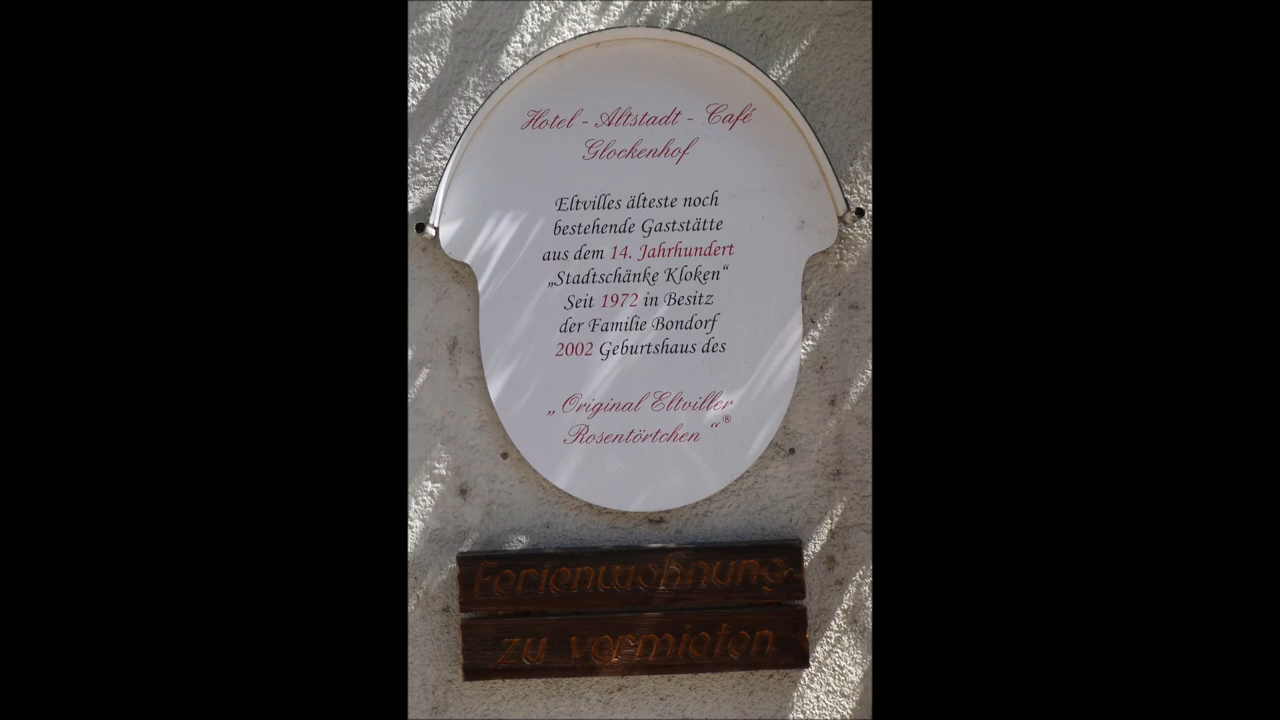 Hotel - Altstadt - Café
Glockenhof
Eltvilles älteste noch
bestehende Gaststätte
aus dem 14. Jahrhundert
„Stadtschänke Kloken“
Seit 1972 in Besitz
der Familie Bondorf
2002 Geburtshaus des
„Original Eltviller
Rosentörtchen“®
Ferienwohnung
zu vermieten